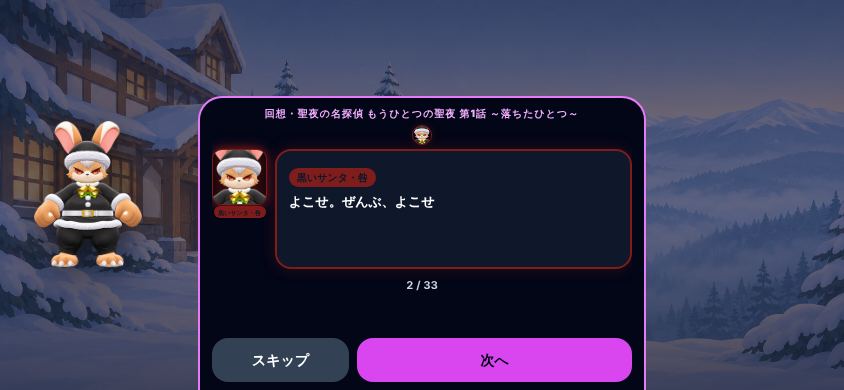 回想・聖夜の名探偵 もうひとつの聖夜 第1話 ～落ちたひとつ～
黒いサンタ・咎
黒いサンタ・咎
よこせ。ぜんぶ、よこせ
2 / 33
スキップ
次へ